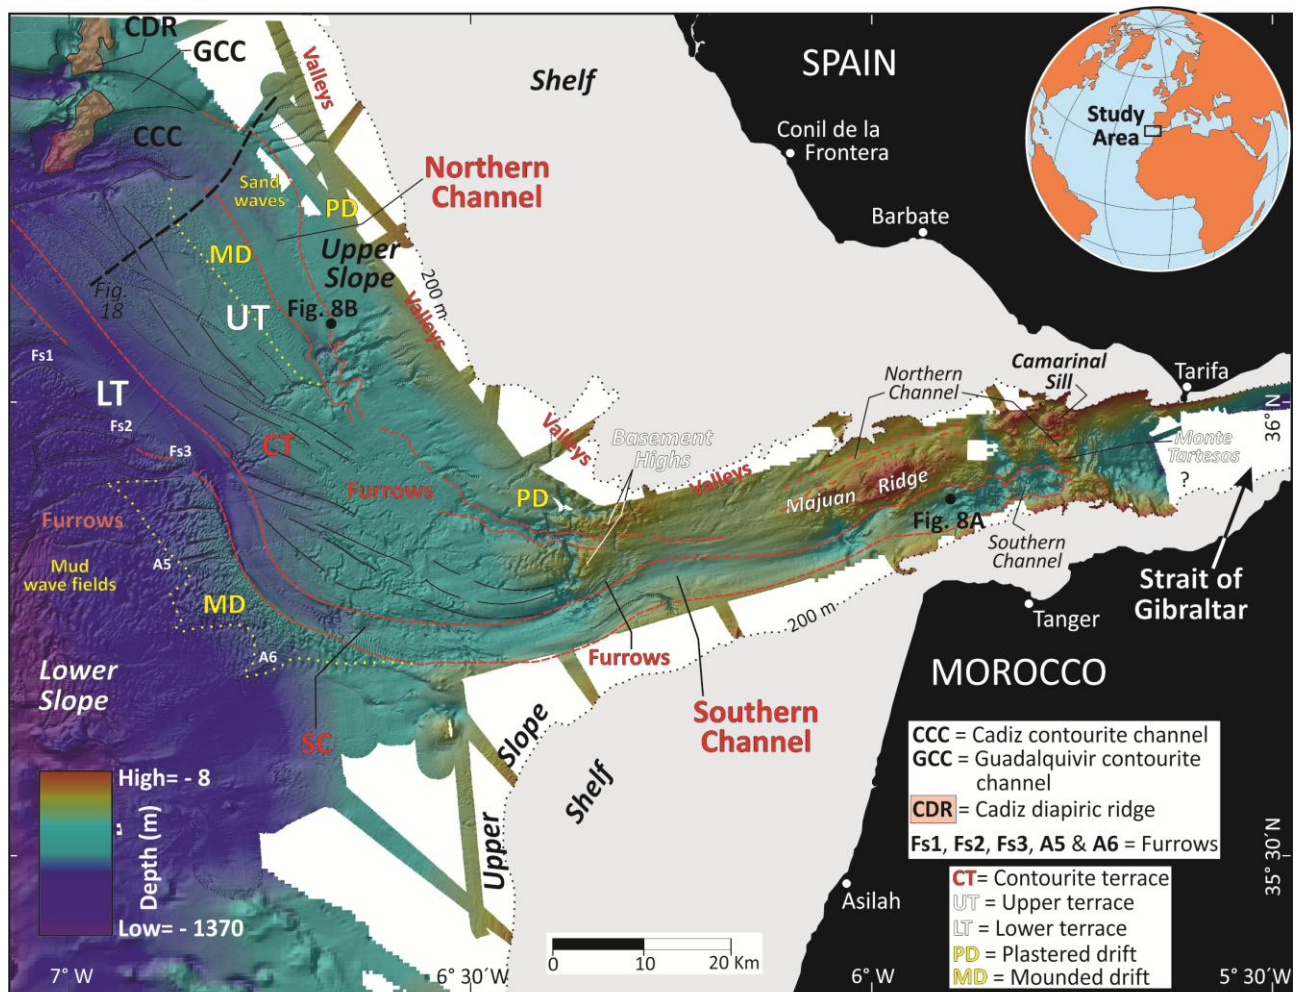 CDR
GCC
CCC
Valleys
Shelf
SPAIN
Study
Area
Conil de la
Frontera
Northern
Channel
Sand
waves
PD
Barbate
MD
Upper
Slope
200 m
Fig.
18
UT
Fig. 8B
Valleys
Fs1
LT
Camarinal
Sill
Tarifa
Northern
Channel
36° N
Fs2
Fs3
CT
Basement
Highs
Valleys
Monte
Tartesos
Furrows
PD
Valleys
Majuan Ridge
?
Furrows
Fig. 8A
Mud
wave fields
A5
MD
Southern
Channel
Strait of
Gibraltar
Tanger
200 m
A6
Furrows
Lower
Slope
MOROCCO
SC
Southern
Channel
Slope
Upper
Shelf
CCC = Cadiz contourite channel
GCC = Guadalquivir contourite
channel
CDR = Cadiz diapiric ridge
Fs1, Fs2, Fs3, A5 & A6 = Furrows
High= - 8
Depth (m)
Low= - 1370
35° 30´N
CT= Contourite terrace
UT = Upper terrace
LT = Lower terrace
PD = Plastered drift
MD = Mounded drift
Asilah
0 10 20 Km
7° W
6° 30´W
6° W
5° 30´W